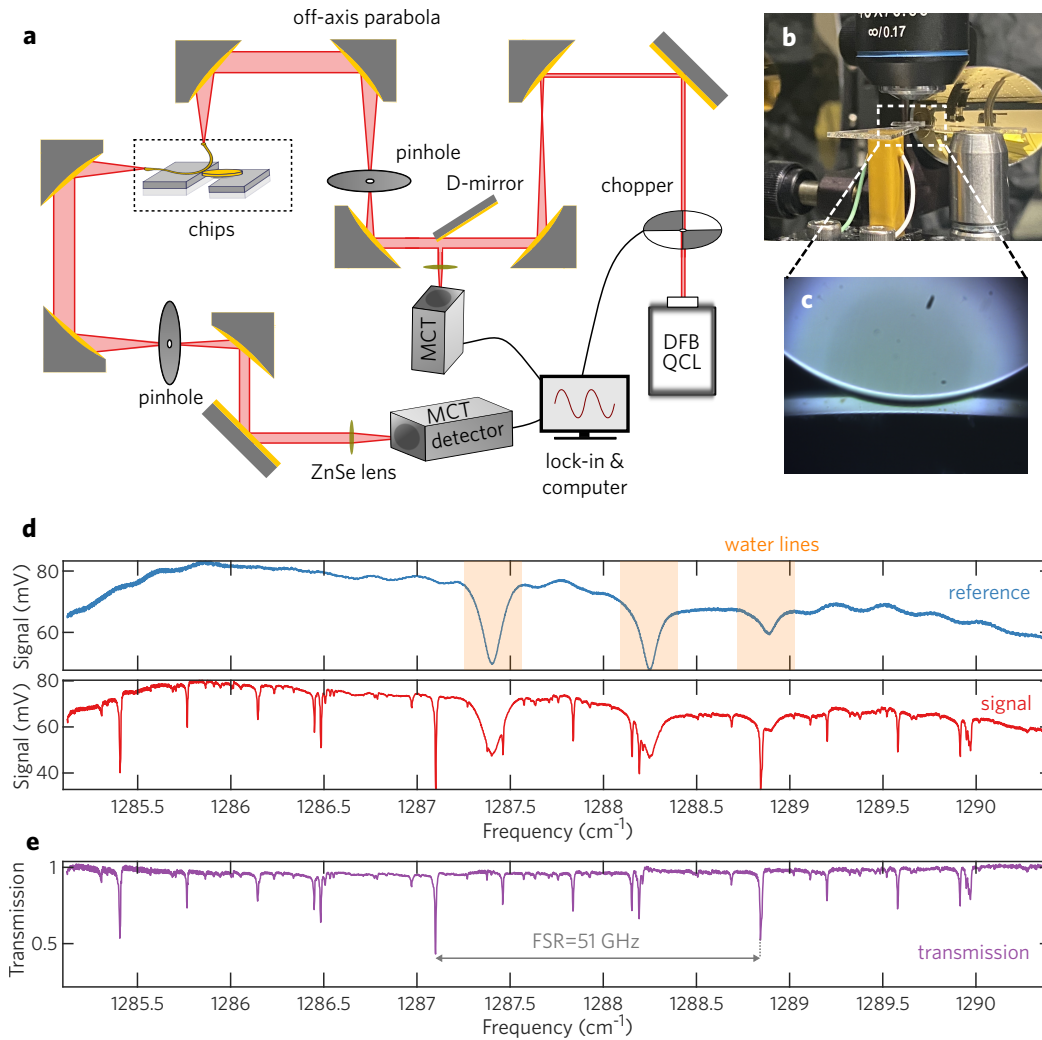 a
off-axis parabola
pinhole
D-mirror
chopper
chips
MCT
DFB
QCL
pinhole
MCT
detector
ZnSe lens
lock-in &
computer
b
∞/0.17
c
d
water lines
Signal (mV)
80
60
reference
Signal (mV)
80
60
40
signal
1285.5 1286 1286.5 1287 1287.5 1288 1288.5 1289 1289.5 1290
Frequency (cm⁻¹)
e
Transmission
1
0.5
FSR=51 GHz
transmission
1285.5 1286 1286.5 1287 1287.5 1288 1288.5 1289 1289.5 1290
Frequency (cm⁻¹)